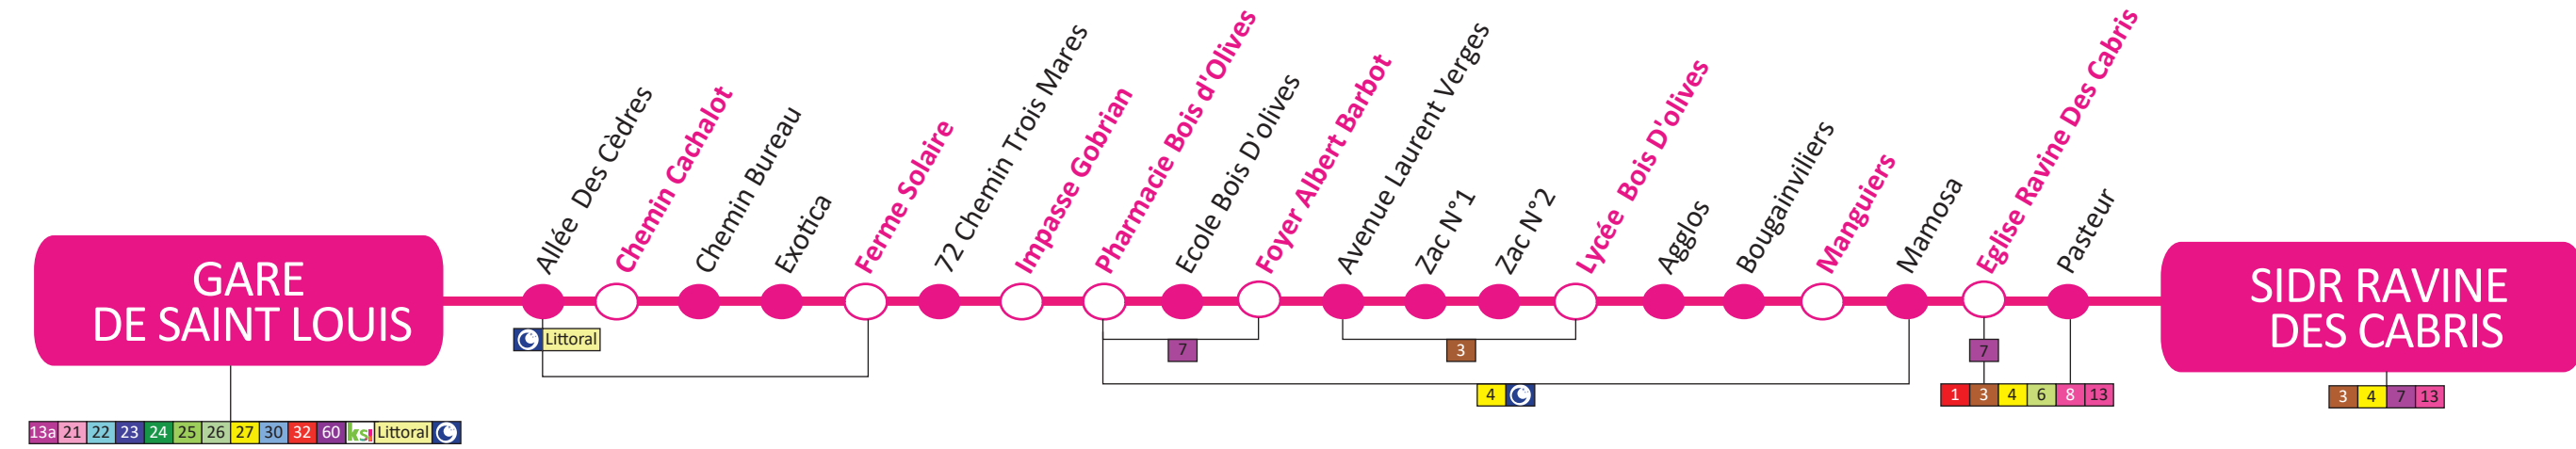 GARE
DE SAINT LOUIS
Allée Des Cèdres
Chemin Cachalot
Chemin Bureau
Exotica
Ferme Solaire
72 Chemin Trois Mares
Impasse Gobrian
Pharmacie Bois d'Olives
Ecole Bois D'olives
Foyer Albert Barbot
Avenue Laurent Verges
Zac N°1
Zac N°2
Lycée Bois D'olives
Agglos
Bougainviliers
Manguiers
Mamosa
Eglise Ravine Des Cabris
Pasteur
SIDR RAVINE
DES CABRIS
Littoral
7
3
7
4
1 3 4 6 8 13
3 4 7 13
13a 21 22 23 24 25 26 27 30 32 60 ks! Littoral